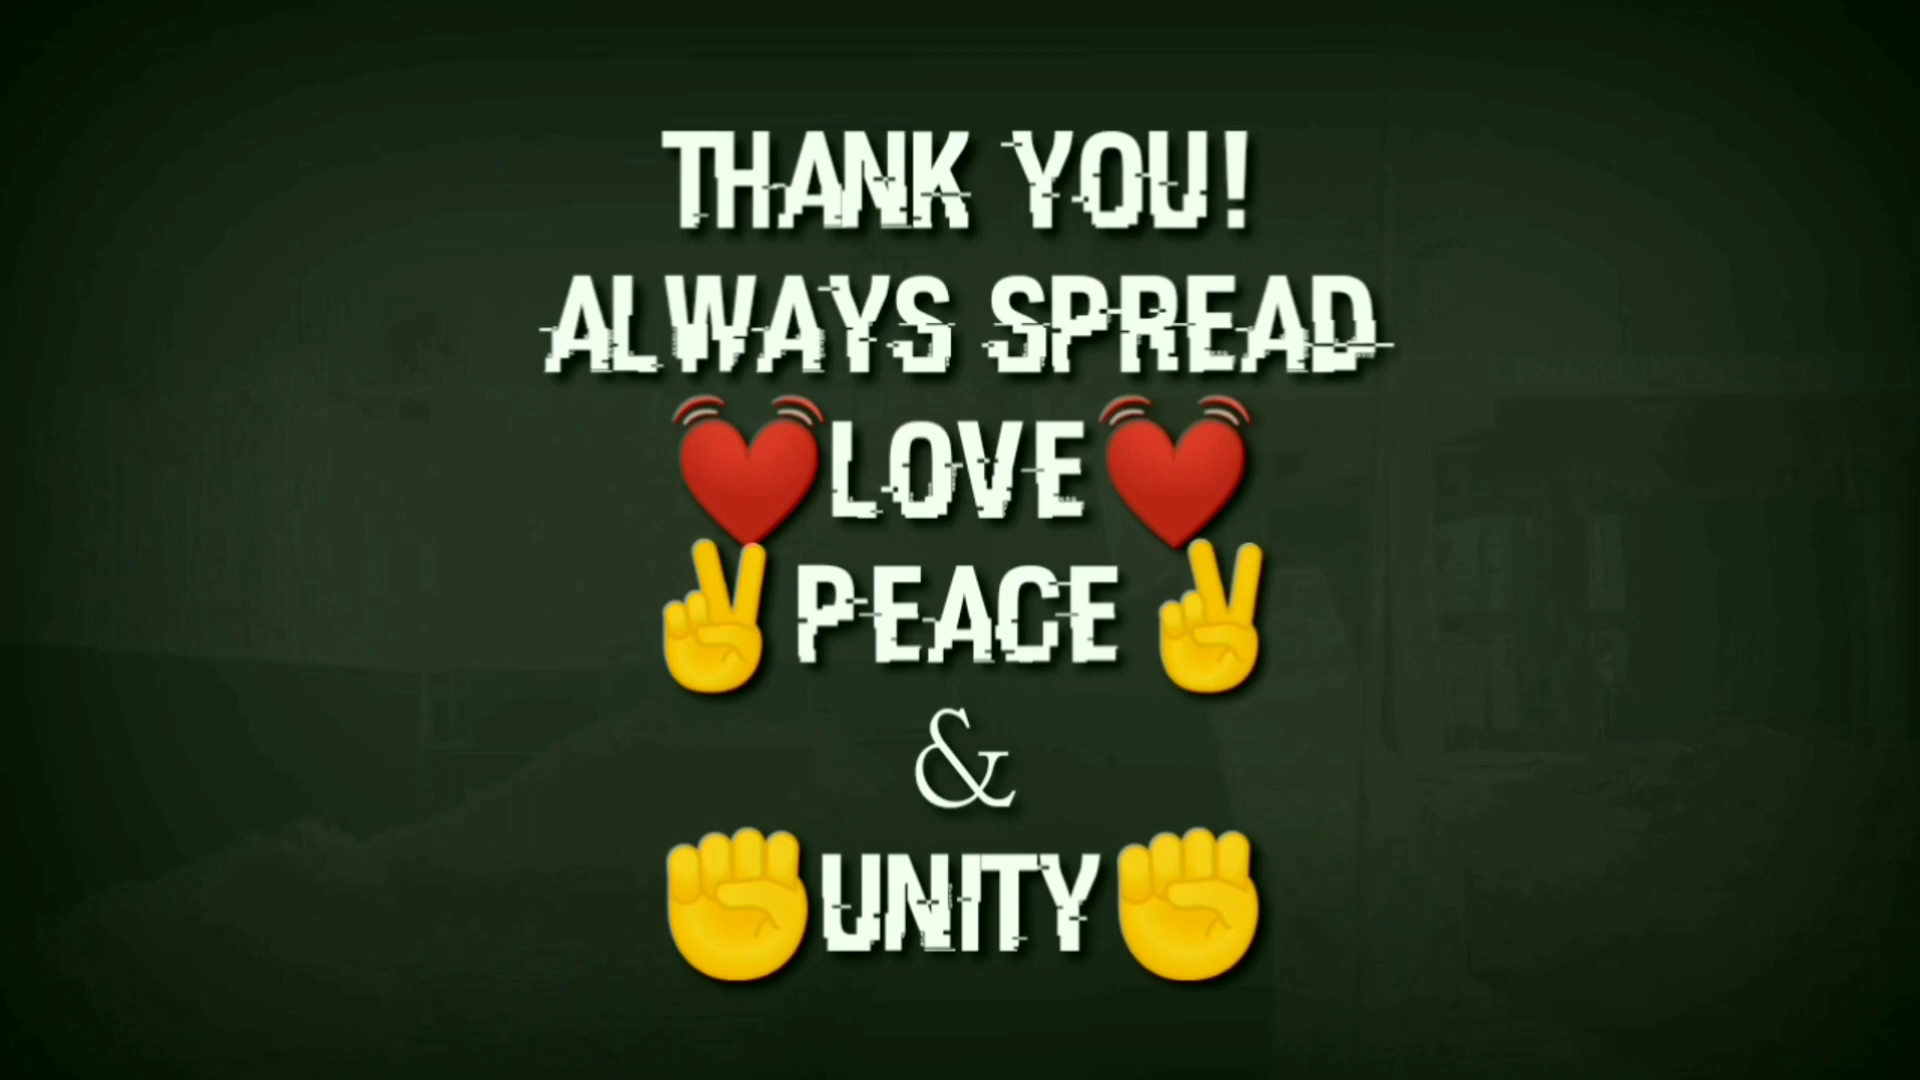 THANK YOU!
ALWAYS SPREAD
💓LOVE💓
✌PEACE✌
&
✊UNITY✊